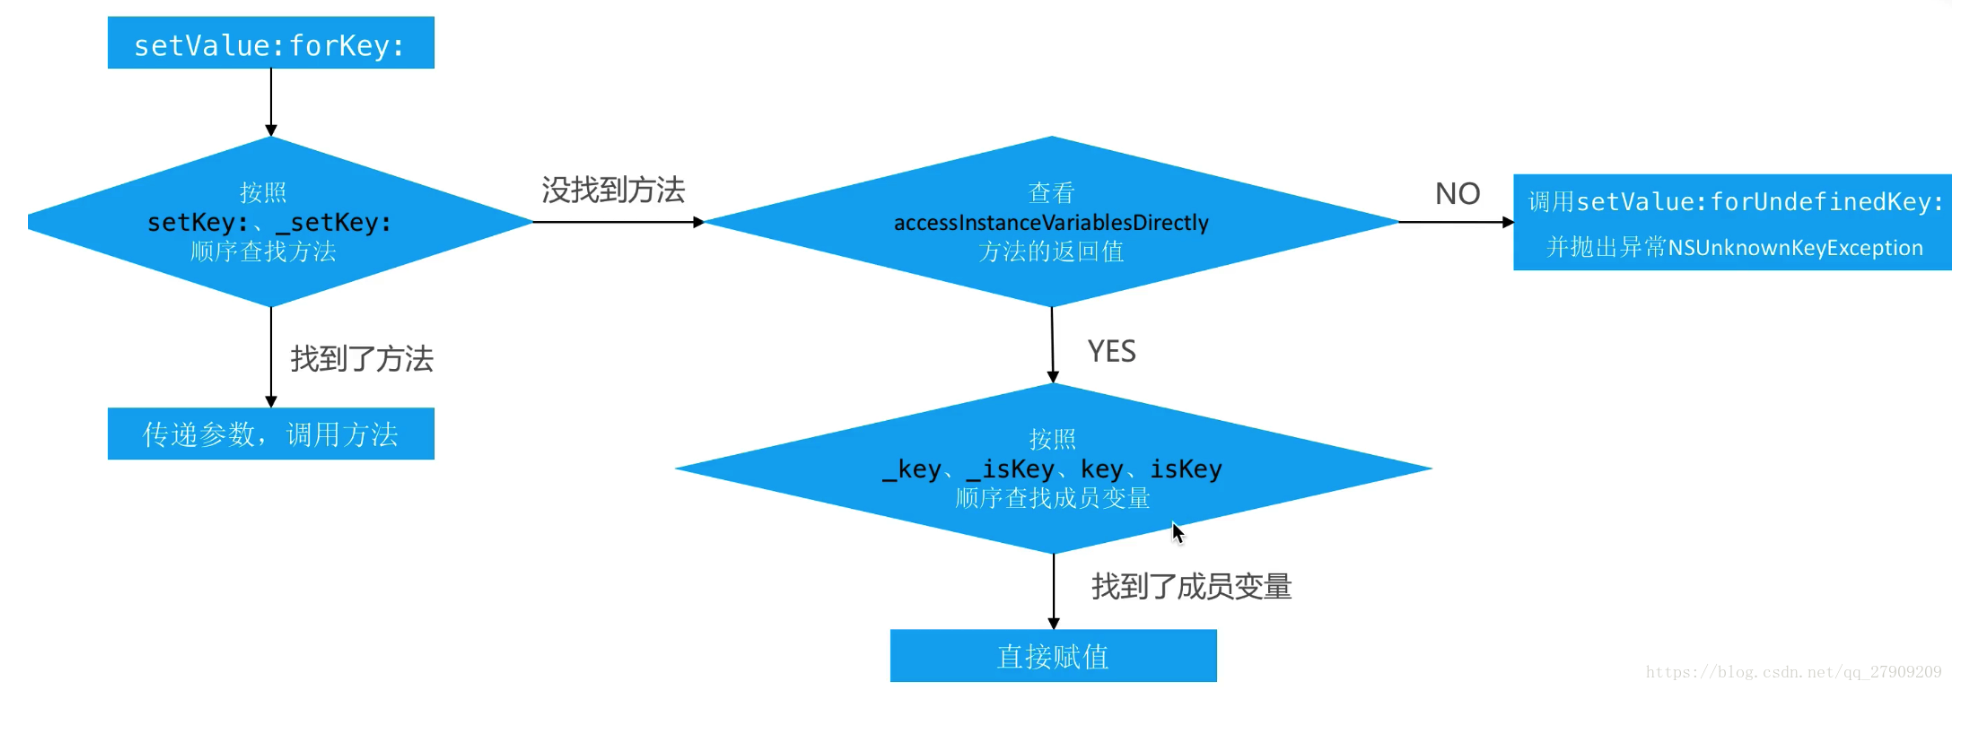 setValue:forKey:
按照
setKey:、_setKey:
顺序查找方法
没找到方法
查看
accessInstanceVariablesDirectly
方法的返回值
NO
调用setValue:forUndefinedKey:
并抛出异常NSUnknownKeyException
找到了方法
传递参数，调用方法
YES
按照
_key、_isKey、key、isKey
顺序查找成员变量
找到了成员变量
直接赋值
https://blog.csdn.net/qq_27909209